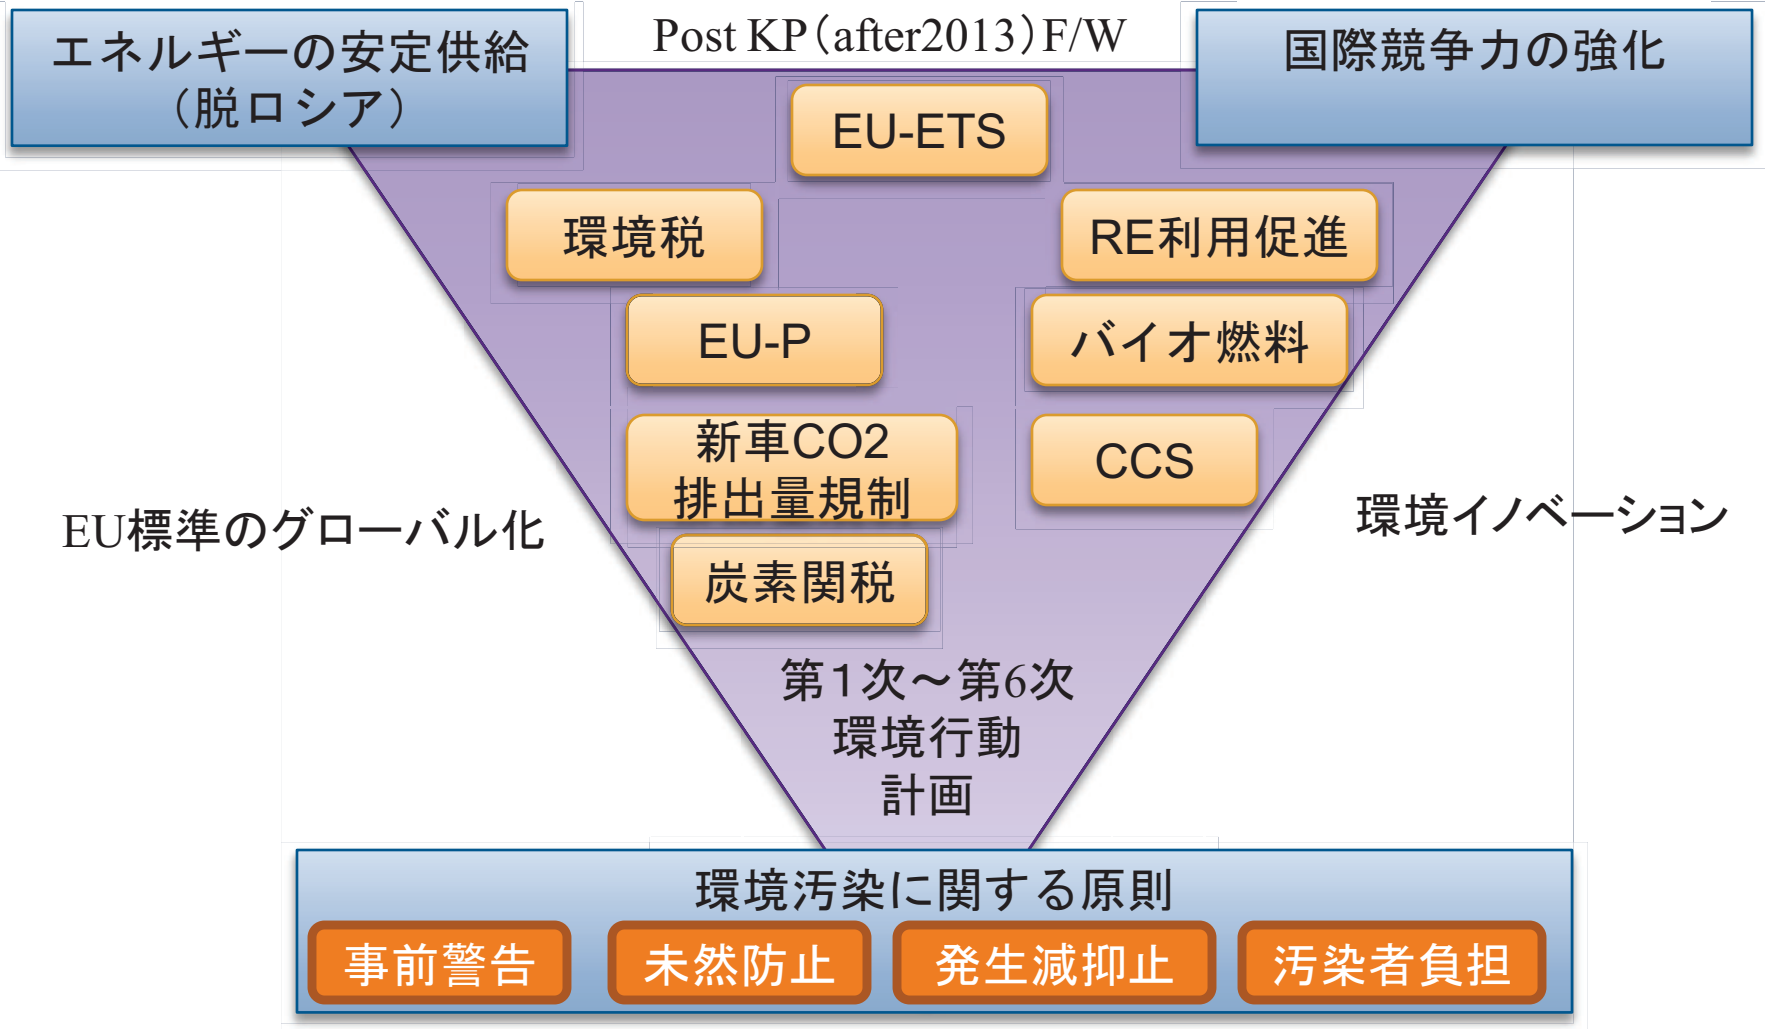 Post KP（after2013）F/W
エネルギーの安定供給
（脱ロシア）
国際競争力の強化
EU-ETS
環境税
RE利用促進
EU-P
バイオ燃料
新車CO2
排出量規制
CCS
EU標準のグローバル化
環境イノベーション
炭素関税
第１次～第6次
環境行動
計画
環境汚染に関する原則
事前警告
未然防止
発生減抑止
汚染者負担